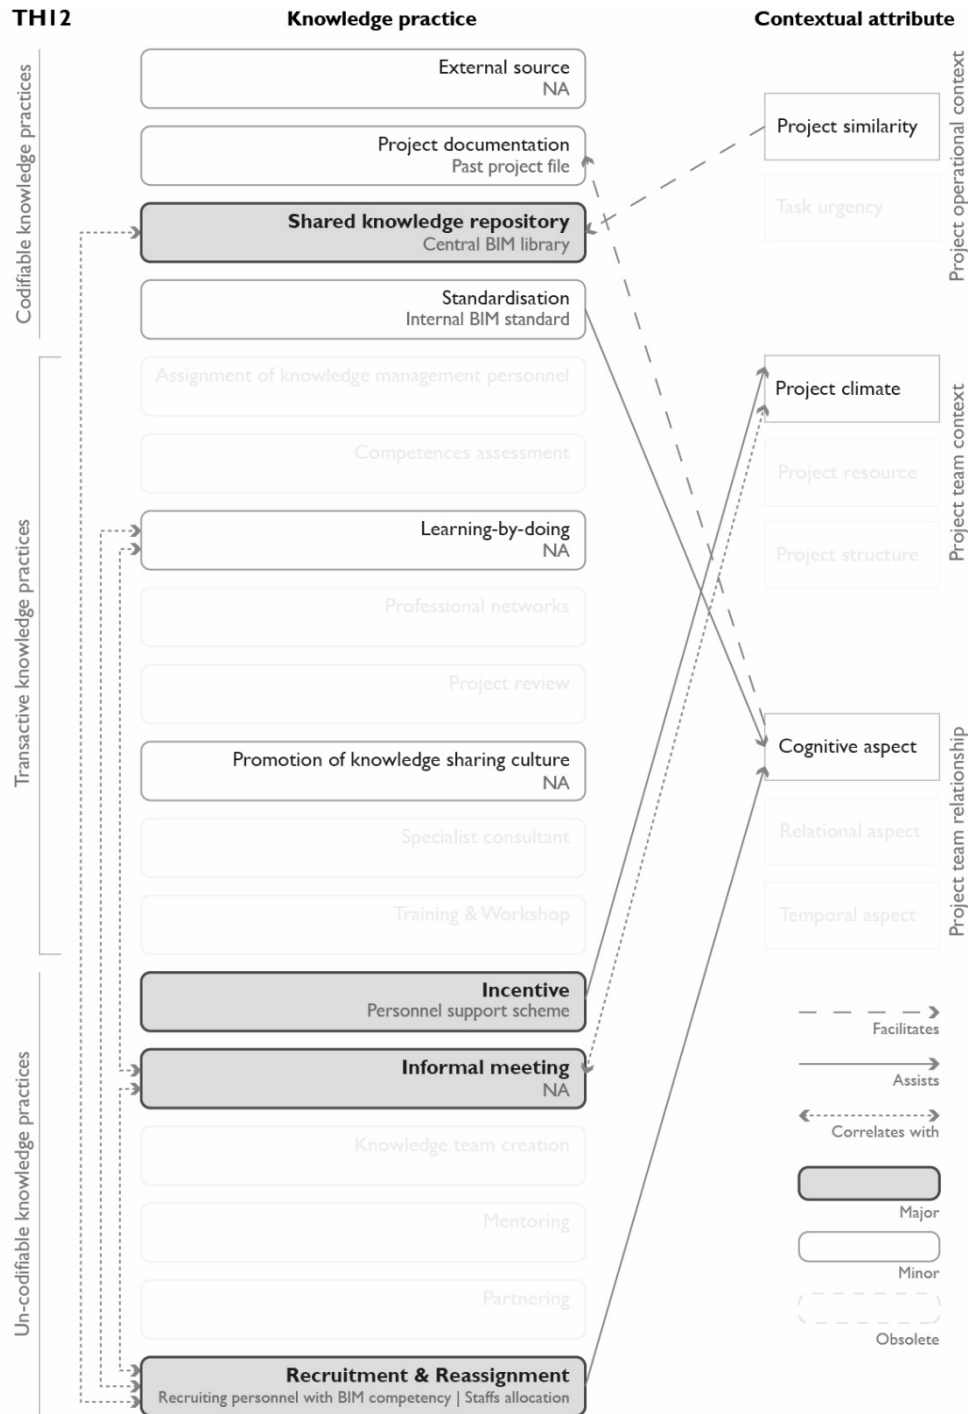 TH12
Knowledge practice
Contextual attribute
Codifiable knowledge practices
External source
NA
Project documentation
Past project file
Shared knowledge repository
Central BIM library
Standardisation
Internal BIM standard
Transactive knowledge practices
Assignment of knowledge management personnel
Competences assessment
Learning-by-doing
NA
Professional networks
Project review
Promotion of knowledge sharing culture
NA
Specialist consultant
Training & Workshop
Un-codifiable knowledge practices
Incentive
Personnel support scheme
Informal meeting
NA
Knowledge team creation
Mentoring
Partnering
Recruitment & Reassignment
Recruiting personnel with BIM competency | Staffs allocation
Project similarity
Task urgency
Project operational context
Project climate
Project resource
Project structure
Project team context
Cognitive aspect
Relational aspect
Temporal aspect
Project team relationship
Facilitates
Assists
Correlates with
Major
Minor
Obsolete